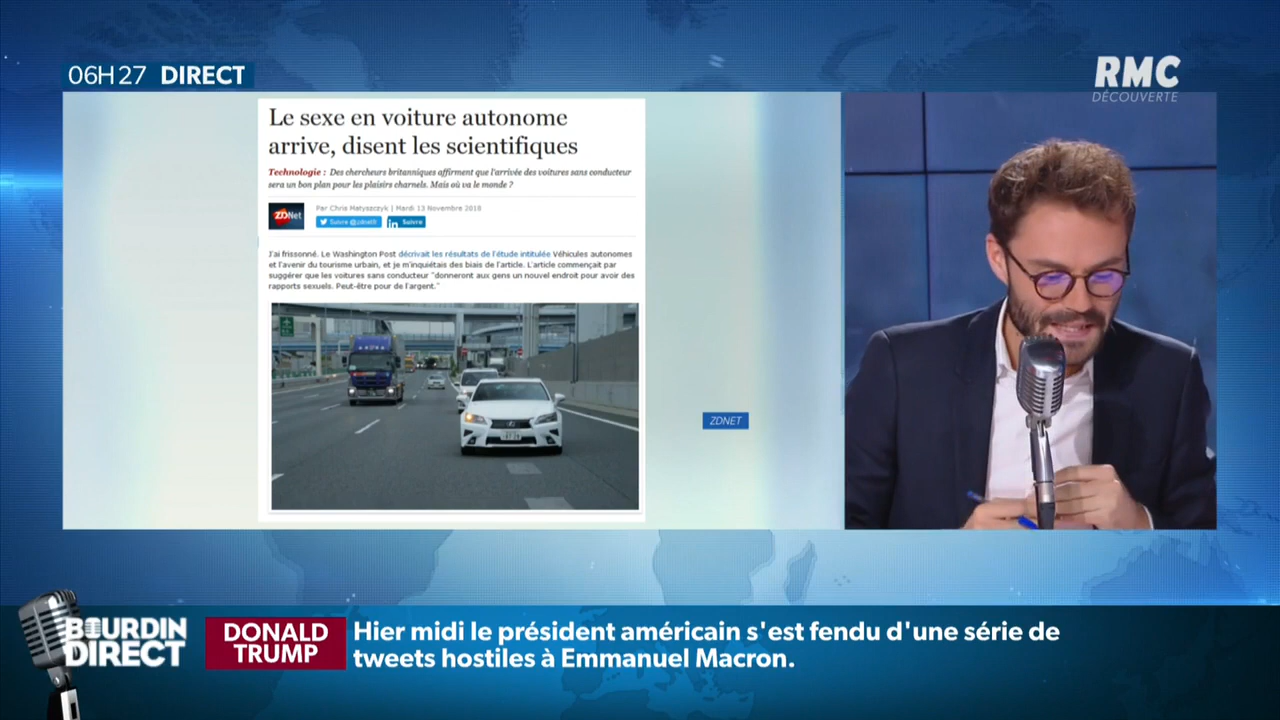 06H27 DIRECT
RMC
DÉCOUVERTE
Le sexe en voiture autonome
arrive, disent les scientifiques
Technologie : Des chercheurs britanniques affirment que l'arrivée des voitures sans conducteur
sera un bon plan pour les plaisirs charnels. Mais où va le monde ?
ZDNet
Par Chris Matyszczyk | Mardi 13 Novembre 2018
Suivre @zdnetfr
in Suivre
J'ai frissonné. Le Washington Post décrivait les résultats de l'étude intitulée Véhicules autonomes
et l'avenir du tourisme urbain, et je m'inquiétais des biais de l'article. L'article commençait par
suggérer que les voitures sans conducteur "donneront aux gens un nouvel endroit pour avoir des
rapports sexuels. Peut-être pour de l'argent."
ZDNET
BOURDIN
DIRECT
DONALD
TRUMP
Hier midi le président américain s'est fendu d'une série de
tweets hostiles à Emmanuel Macron.